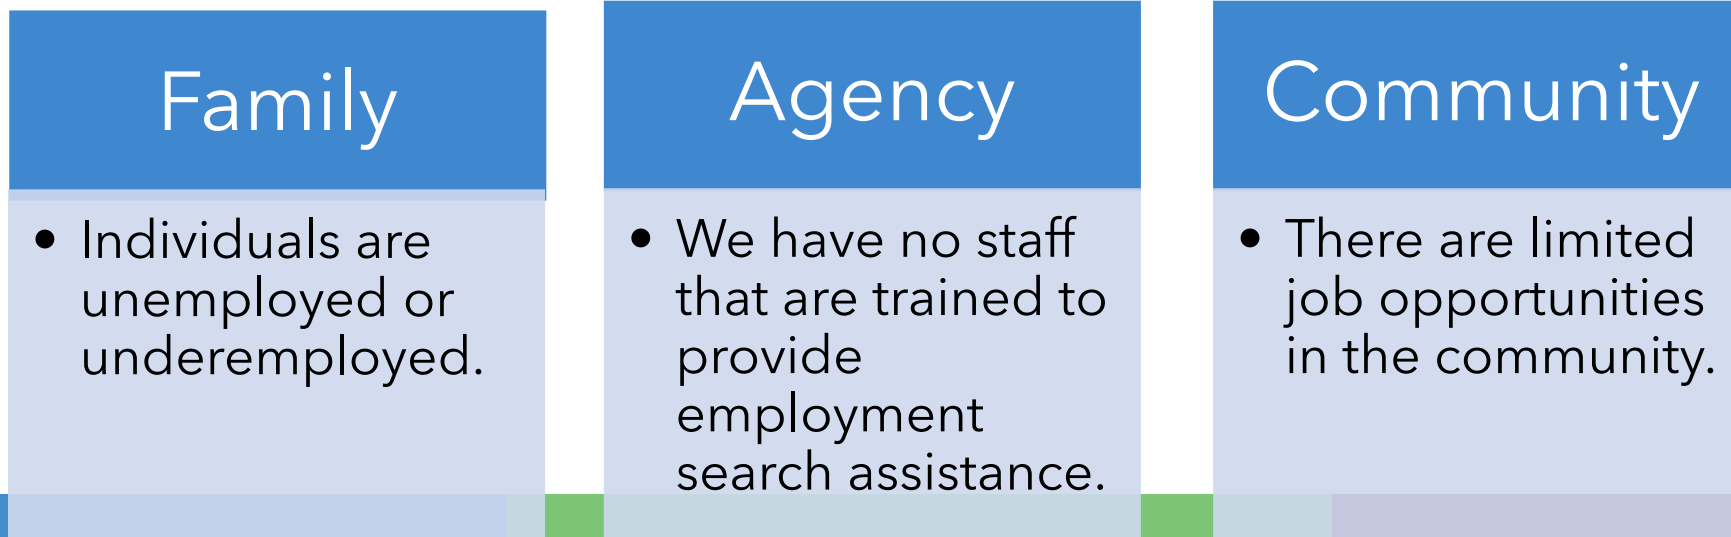 Family
• Individuals are
unemployed or
underemployed.
Agency
• We have no staff
that are trained to
provide
employment
search assistance.
Community
• There are limited
job opportunities
in the community.